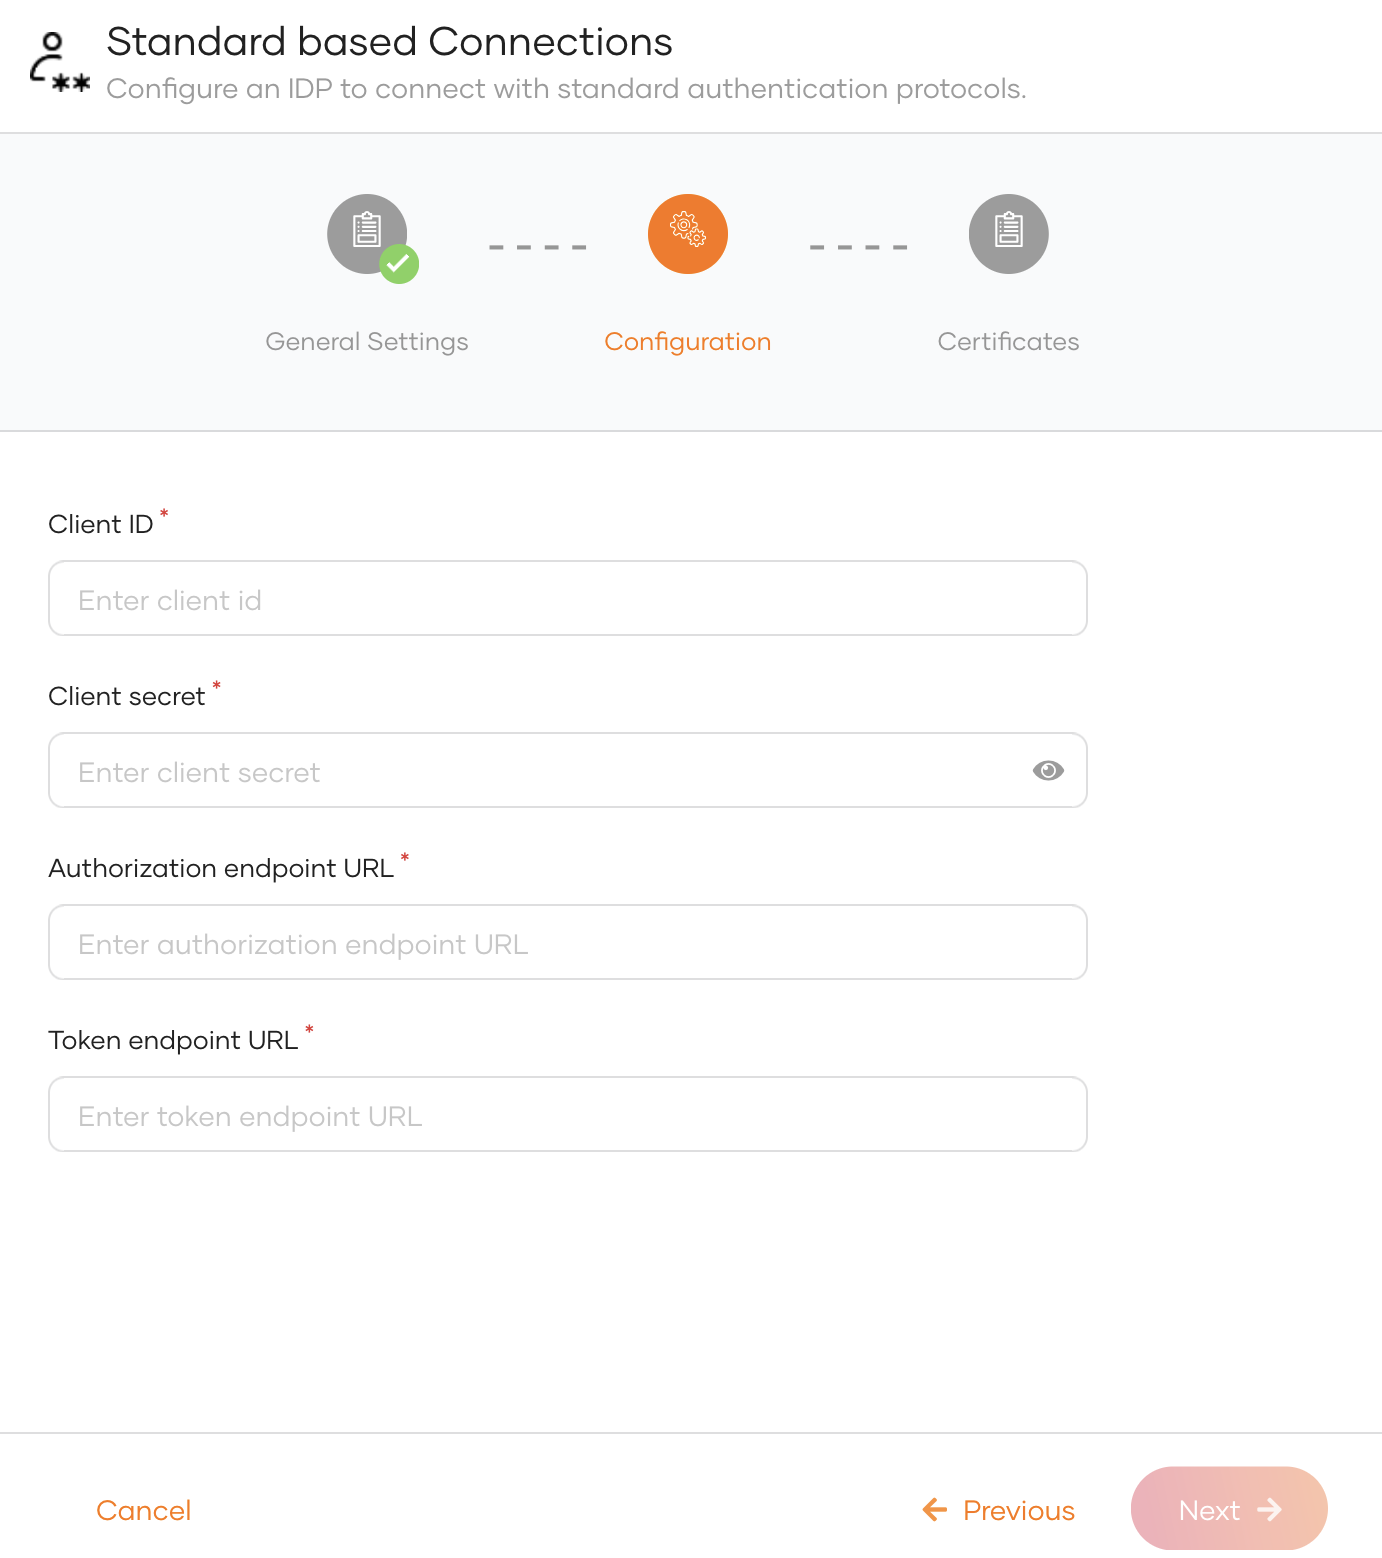 Standard based Connections
Configure an IDP to connect with standard authentication protocols.
General Settings
Configuration
Certificates
Client ID *
Enter client id
Client secret *
Enter client secret
Authorization endpoint URL *
Enter authorization endpoint URL
Token endpoint URL *
Enter token endpoint URL
Cancel
Previous
Next